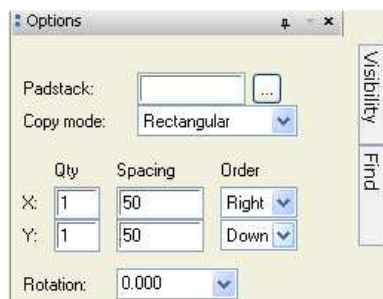 Options
Padstack:
...
Copy mode: Rectangular
Qty Spacing Order
X: 1 50 Right
Y: 1 50 Down
Rotation: 0.000
Visibility
Find